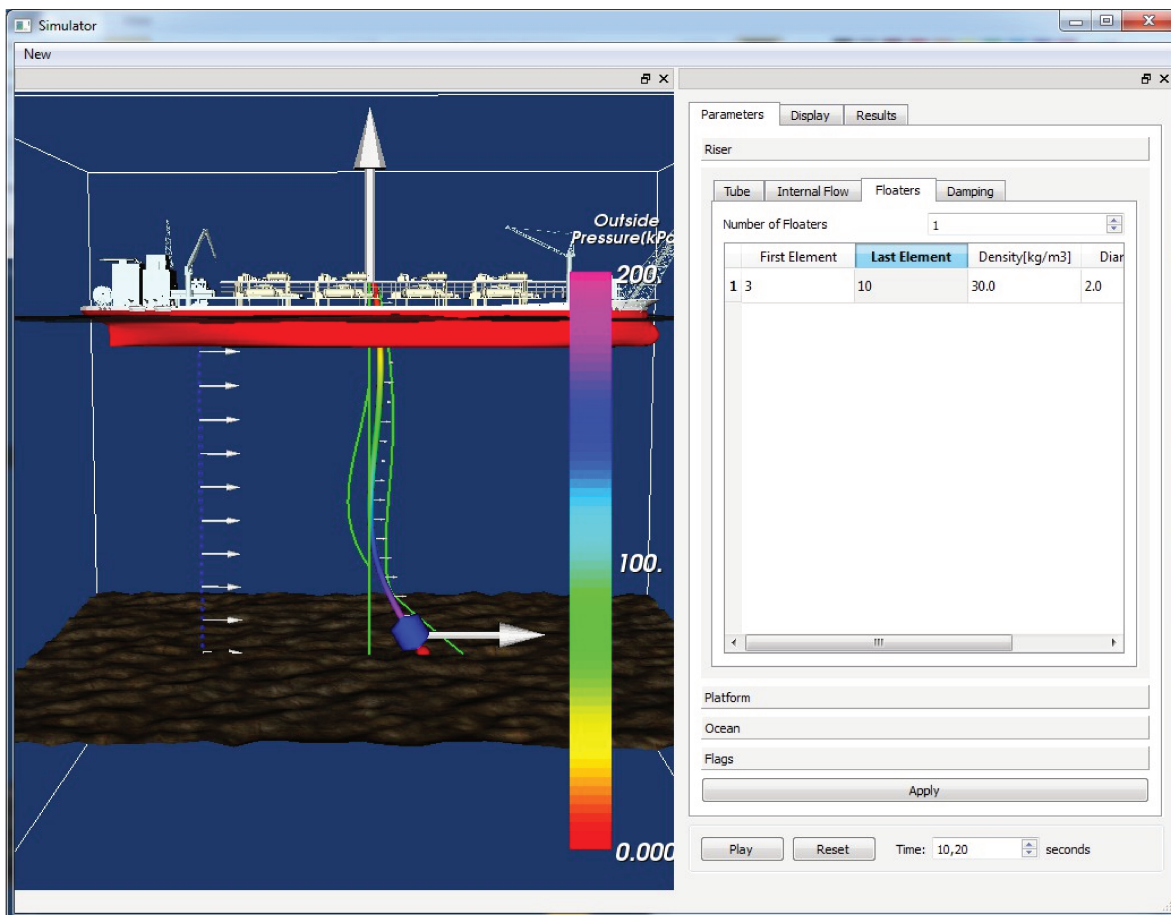 Simulator
New
Outside
Pressure(kPa
200.
100.
0.000
Parameters Display Results
Riser
Tube Internal Flow Floaters Damping
Number of Floaters 1
First Element Last Element Density[kg/m3] Diar
1 3 10 30.0 2.0
Platform
Ocean
Flags
Apply
Play Reset Time: 10,20 seconds